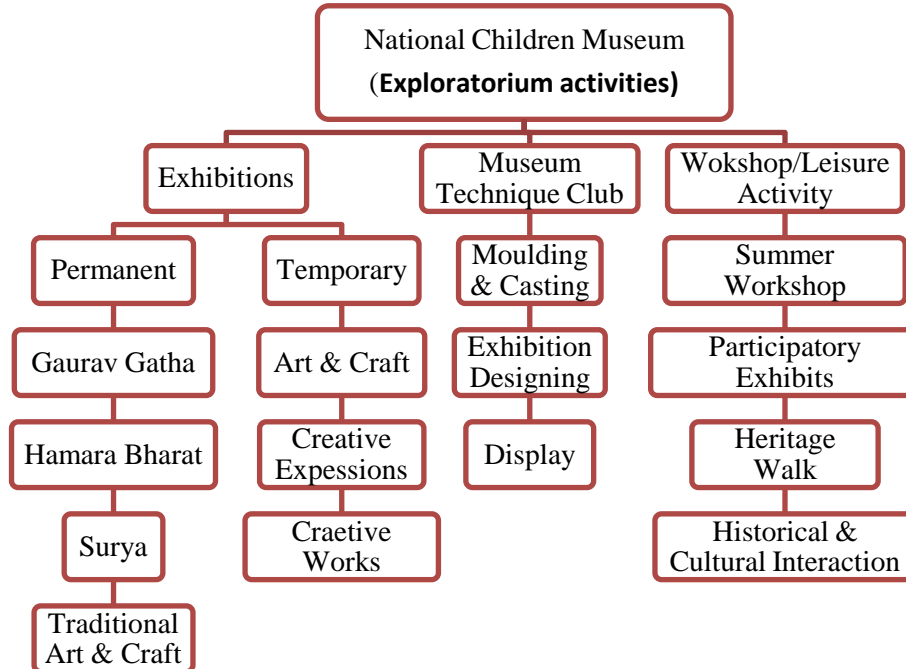 National Children Museum
(Exploratorium activities)
Exhibitions
Museum
Technique Club
Wokshop/Leisure
Activity
Permanent
Temporary
Moulding
& Casting
Summer
Workshop
Gaurav Gatha
Art & Craft
Exhibition
Designing
Participatory
Exhibits
Hamara Bharat
Creative
Expessions
Display
Heritage
Walk
Surya
Craetive
Works
Historical &
Cultural Interaction
Traditional
Art & Craft